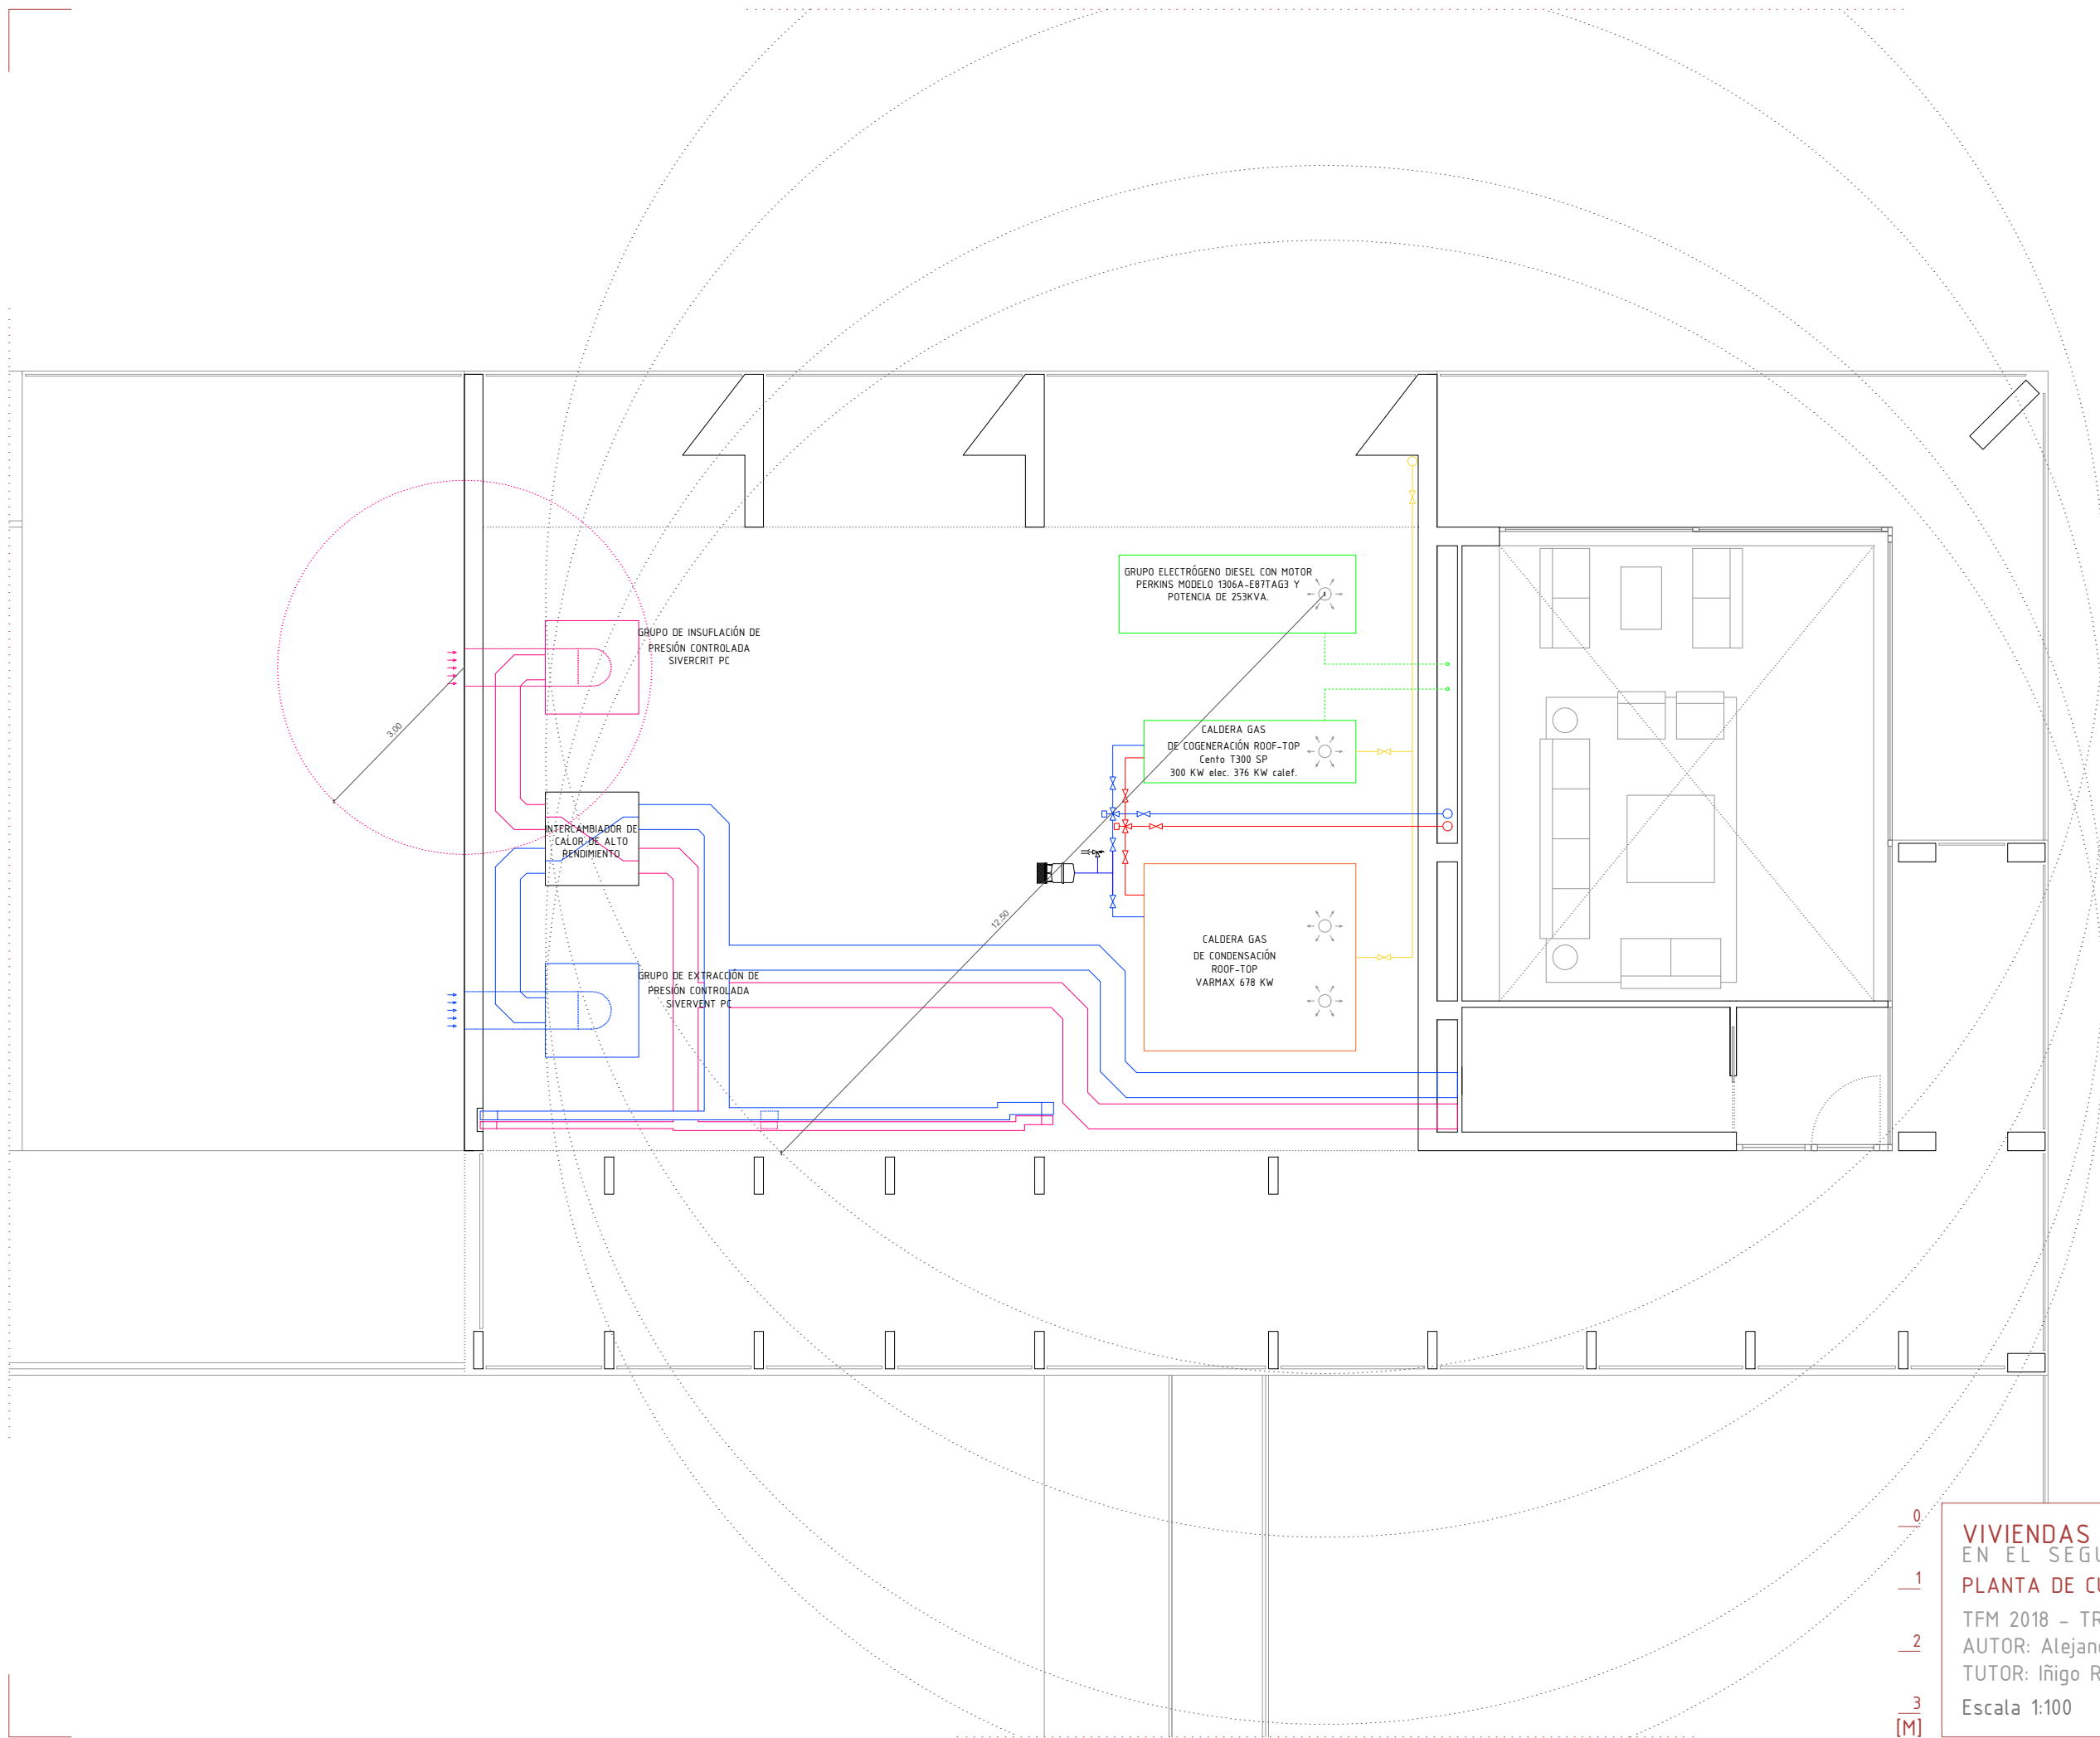 GRUPO ELECTRÓGENO DIESEL CON MOTOR
PERKINS MODELO 1306A-E87TAG3 Y
POTENCIA DE 253KVA.
GRUPO DE INSUFLACIÓN DE
PRESIÓN CONTROLADA
SIVERCRIT PC
3,00
CALDERA GAS
DE COGENERACIÓN ROOF-TOP
Cento T300 SP
300 KW elec. 376 KW calef.
INTERCAMBIADOR DE
CALOR DE ALTO
RENDIMIENTO
12,50
CALDERA GAS
DE CONDENSACIÓN
ROOF-TOP
VARMAX 678 KW
GRUPO DE EXTRACCIÓN DE
PRESIÓN CONTROLADA
SIVERVENT PC
0
1
2
3
[M]
VIVIENDAS
EN EL SEGU
PLANTA DE CU
TFM 2018 - TR
AUTOR: Alejan
TUTOR: Iñigo R
Escala 1:100